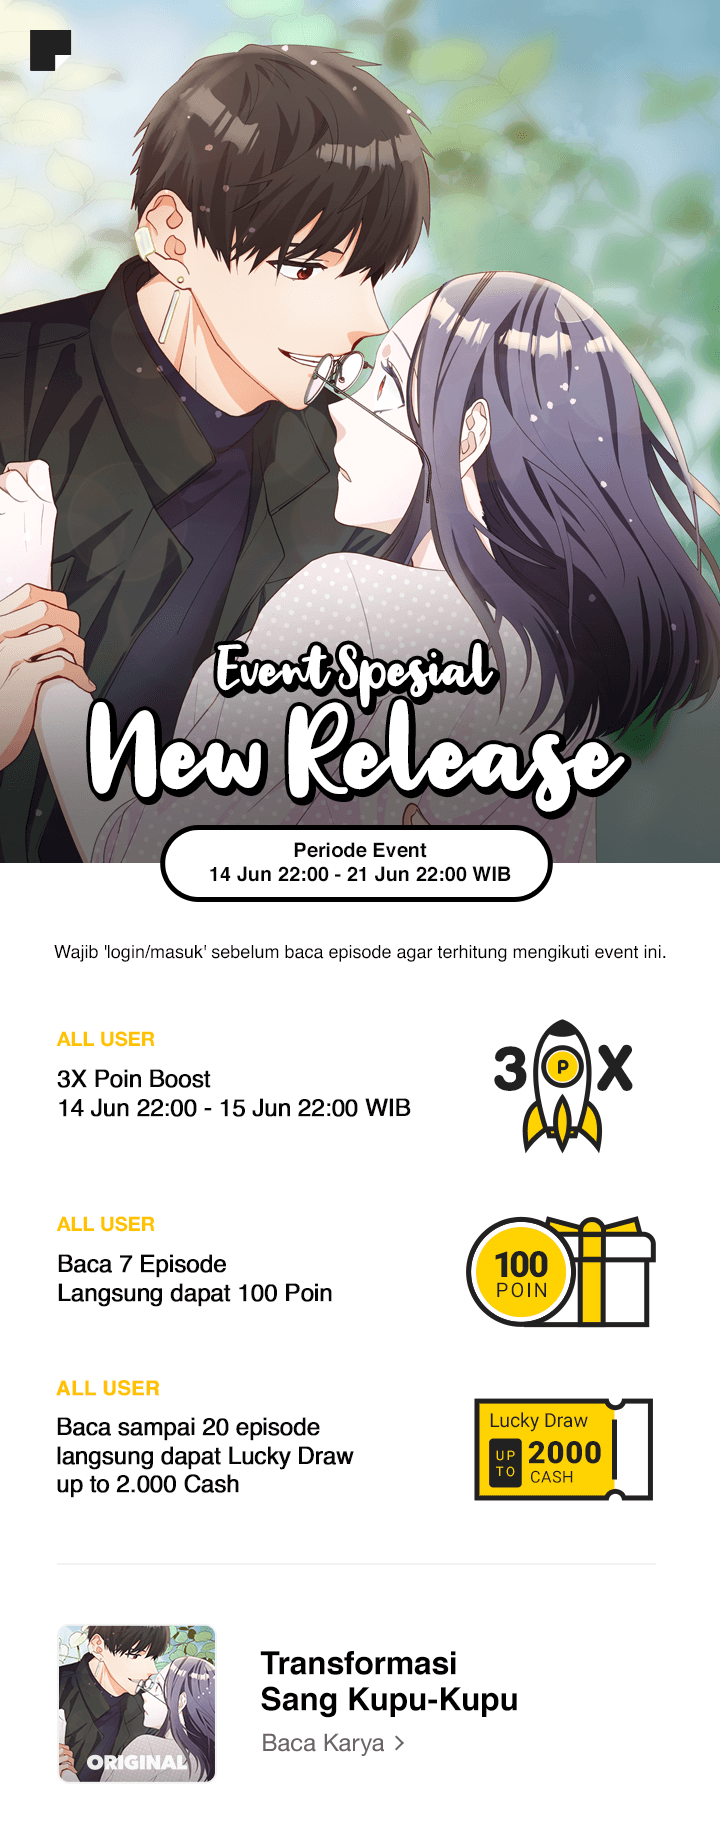 Event Spesial
New Release
Periode Event
14 Jun 22:00 - 21 Jun 22:00 WIB
Wajib 'login/masuk' sebelum baca episode agar terhitung mengikuti event ini.
ALL USER
3X Poin Boost
14 Jun 22:00 - 15 Jun 22:00 WIB
3 P X
ALL USER
Baca 7 Episode
Langsung dapat 100 Poin
100
POIN
ALL USER
Baca sampai 20 episode
langsung dapat Lucky Draw
up to 2.000 Cash
Lucky Draw
UP TO 2000
CASH
ORIGINAL
Transformasi
Sang Kupu-Kupu
Baca Karya >